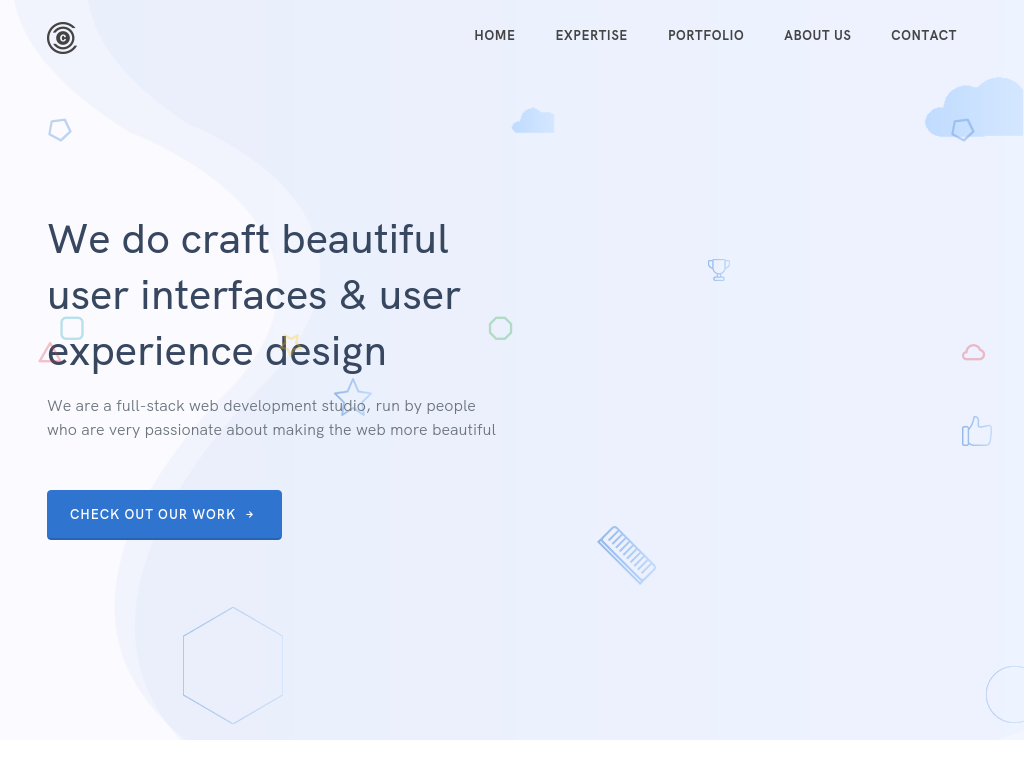 HOME EXPERTISE PORTFOLIO ABOUT US CONTACT
We do craft beautiful
user interfaces & user
experience design
We are a full-stack web development studio, run by people
who are very passionate about making the web more beautiful
CHECK OUT OUR WORK →